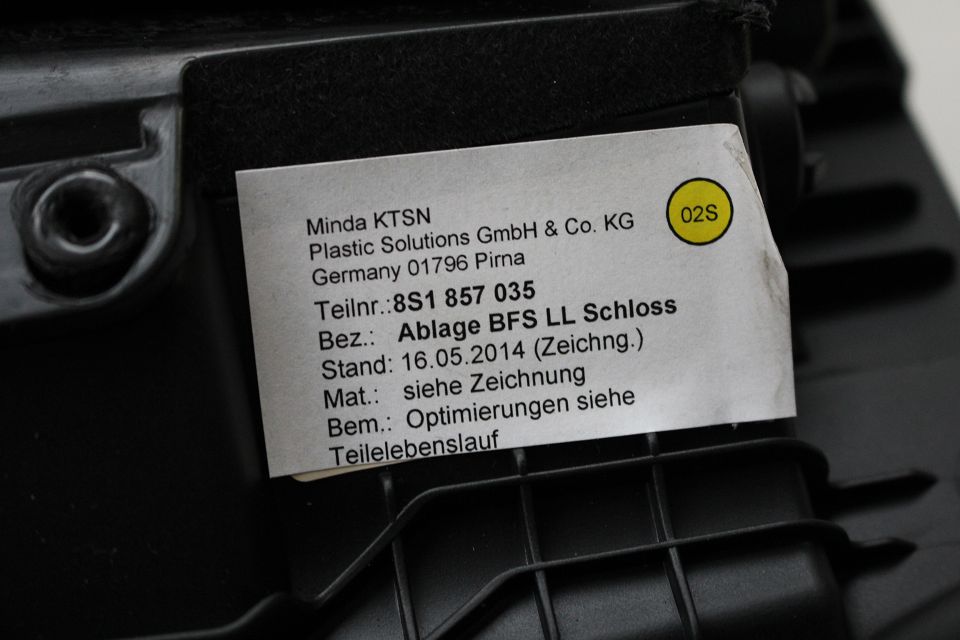 Minda KTSN
Plastic Solutions GmbH & Co. KG
Germany 01796 Pirna
02S
Teilnr.:8S1 857 035
Bez.: Ablage BFS LL Schloss
Stand: 16.05.2014 (Zeichng.)
Mat.: siehe Zeichnung
Bem.: Optimierungen siehe
Teilelebenslauf